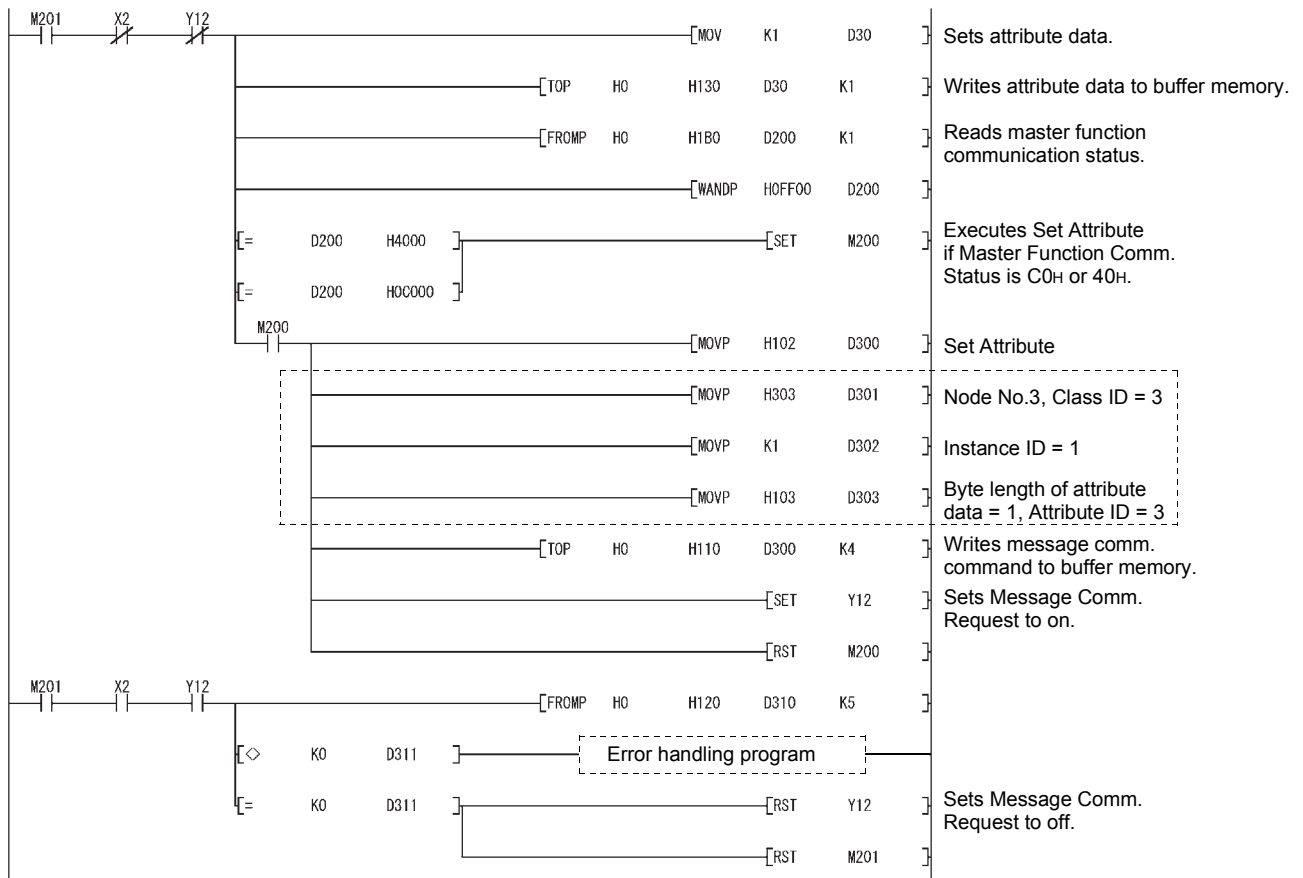 M201 X2 Y12
[MOV K1 D30 ] Sets attribute data.
[TOP H0 H130 D30 K1 ] Writes attribute data to buffer memory.
[FROMP H0 H1B0 D200 K1 ] Reads master function
communication status.
[WANDP H0FF00 D200 ]
[= D200 H4000 ] [SET M200 ] Executes Set Attribute
if Master Function Comm.
Status is C0H or 40H.
[= D200 H0C000 ]
M200
[MOVP H102 D300 ] Set Attribute
[MOVP H303 D301 ] Node No.3, Class ID = 3
[MOVP K1 D302 ] Instance ID = 1
[MOVP H103 D303 ] Byte length of attribute
data = 1, Attribute ID = 3
[TOP H0 H110 D300 K4 ] Writes message comm.
command to buffer memory.
[SET Y12 ] Sets Message Comm.
Request to on.
[RST M200 ]
M201 X2 Y12
[FROMP H0 H120 D310 K5 ]
[<> K0 D311 ] Error handling program
[= K0 D311 ] [RST Y12 ] Sets Message Comm.
Request to off.
[RST M201 ]